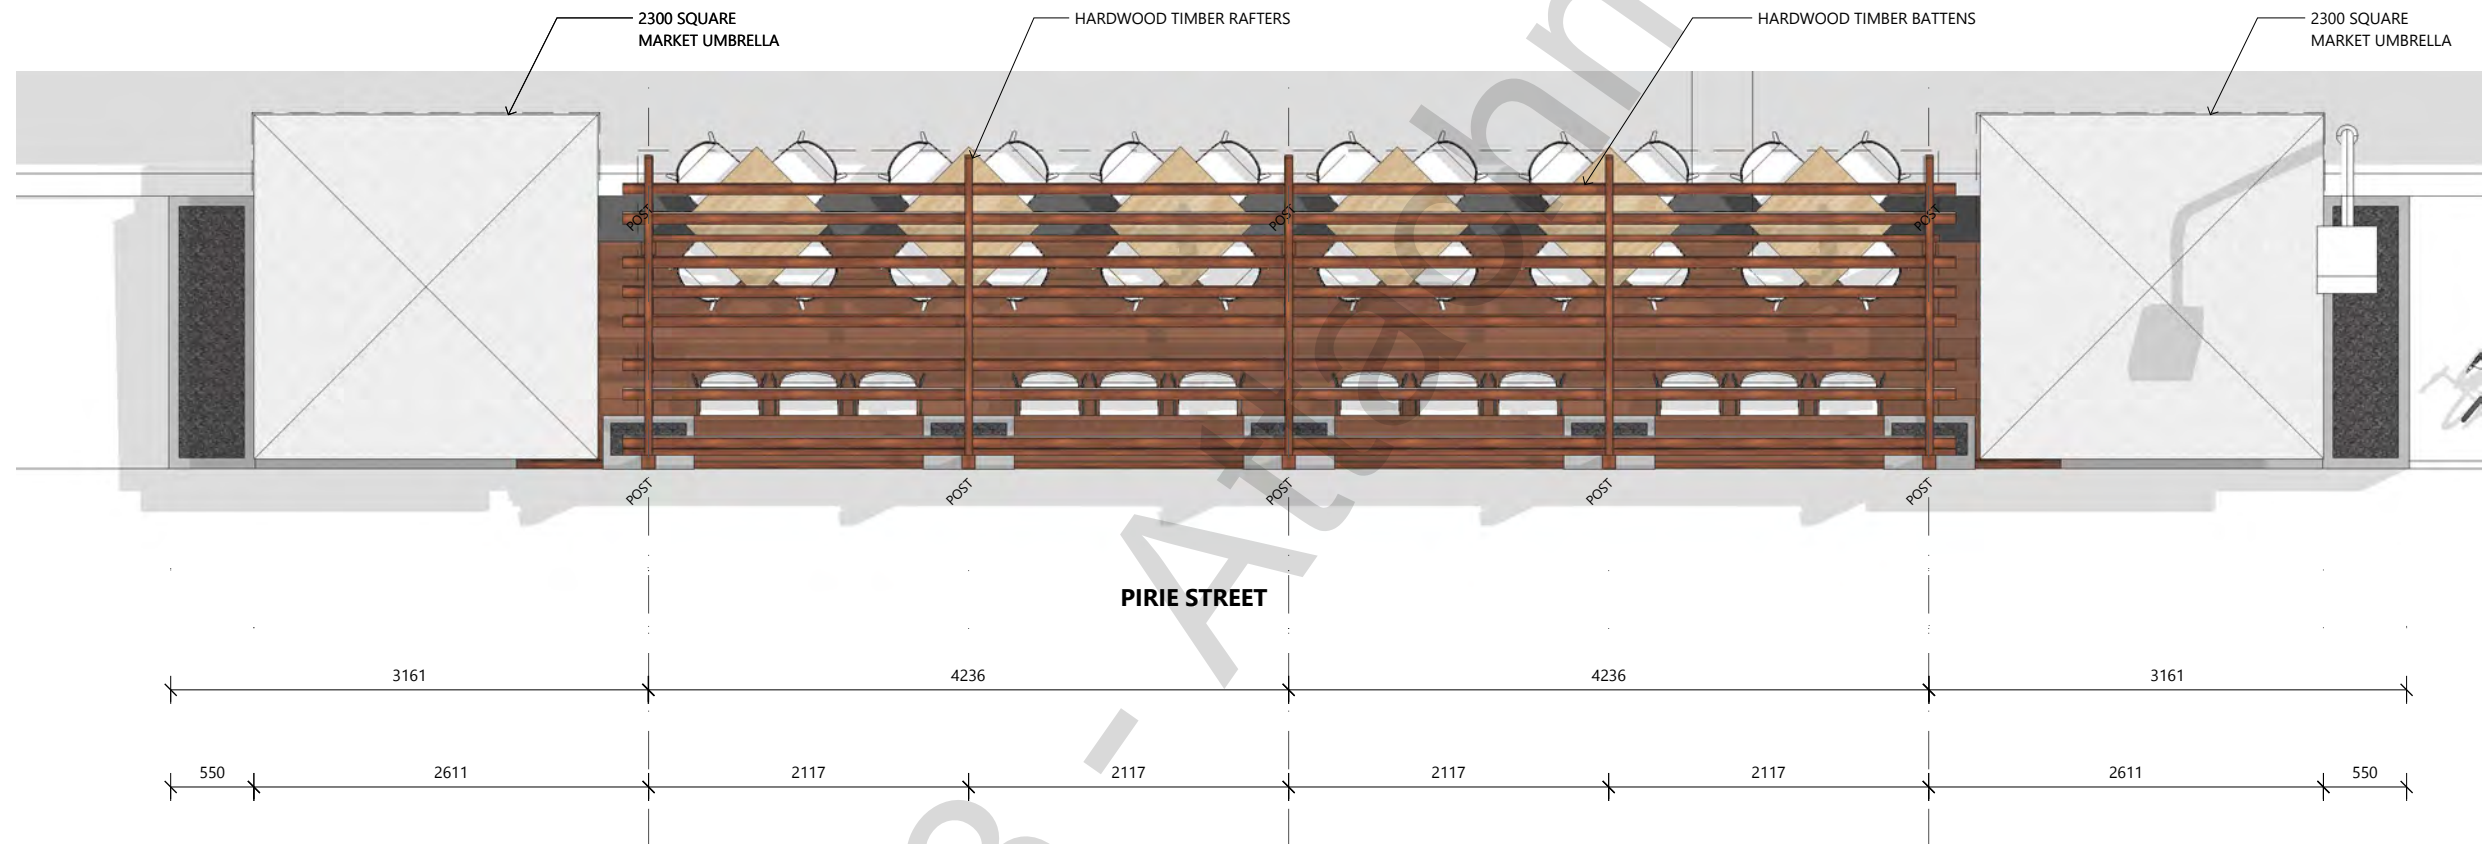 2300 SQUARE
MARKET UMBRELLA
HARDWOOD TIMBER RAFTERS
HARDWOOD TIMBER BATTENS
2300 SQUARE
MARKET UMBRELLA
POST
POST
POST
POST
POST
POST
POST
POST
PIRIE STREET
3161
4236
4236
3161
550
2611
2117
2117
2117
2117
2611
550